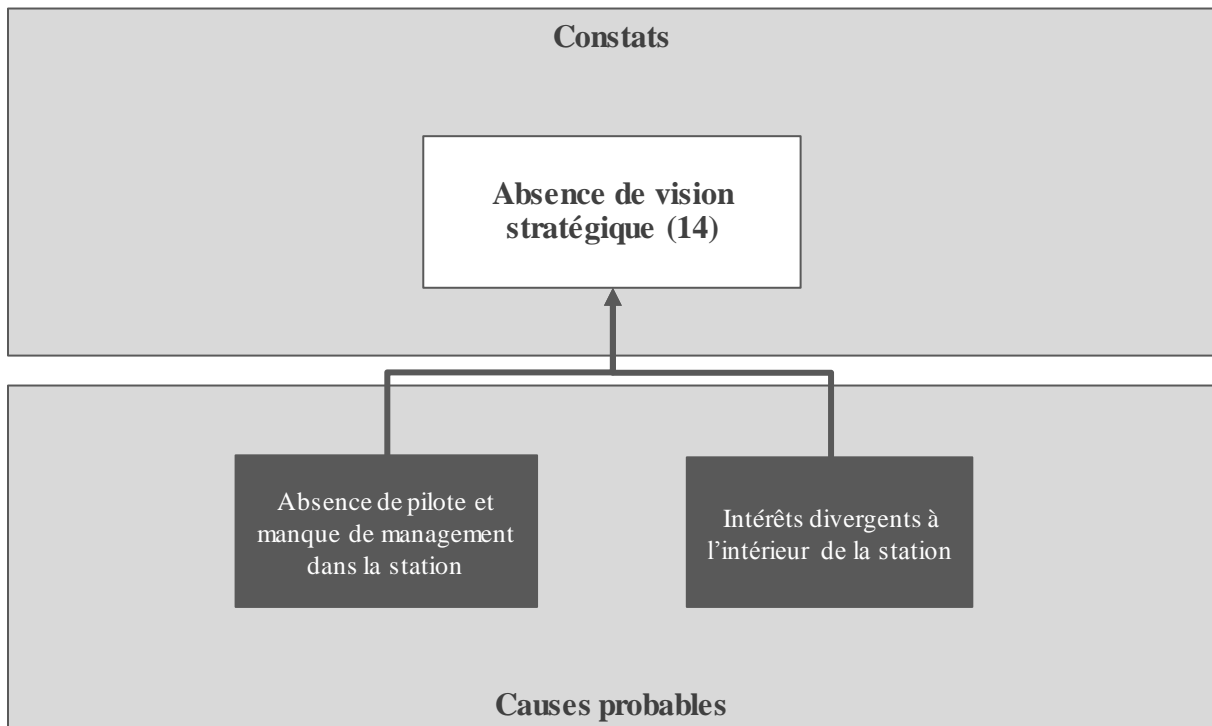 Constats
Absence de vision
stratégique (14)
Absence de pilote et
manque de management
dans la station
Intérêts divergents à
l’intérieur de la station
Causes probables